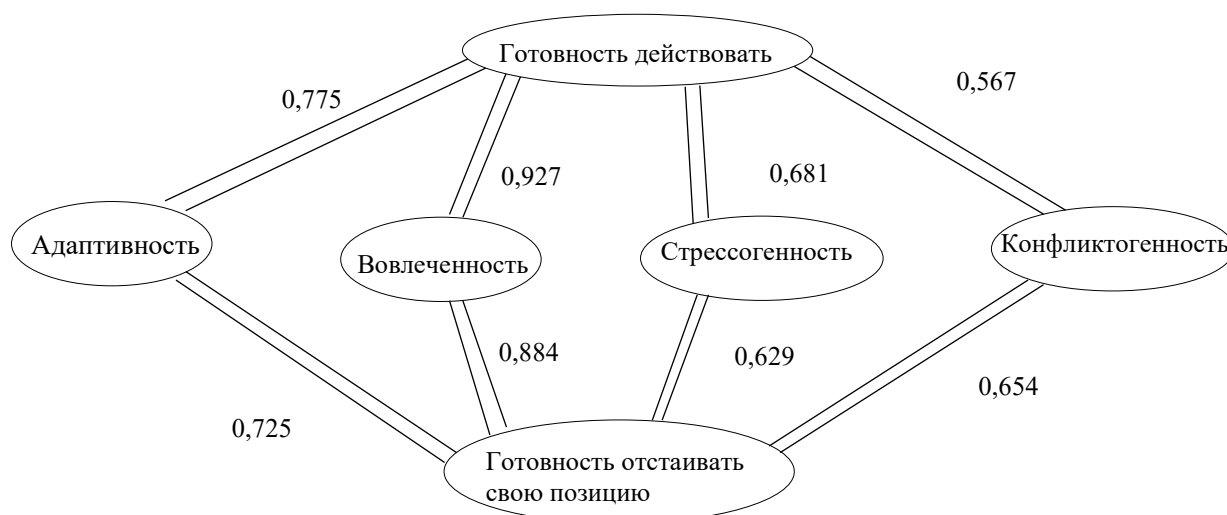 Готовность действовать
0,775
0,567
0,927
0,681
Адаптивность
Вовлеченность
Стрессогенность
Конфликтогенность
0,884
0,629
0,654
0,725
Готовность отстаивать
свою позицию